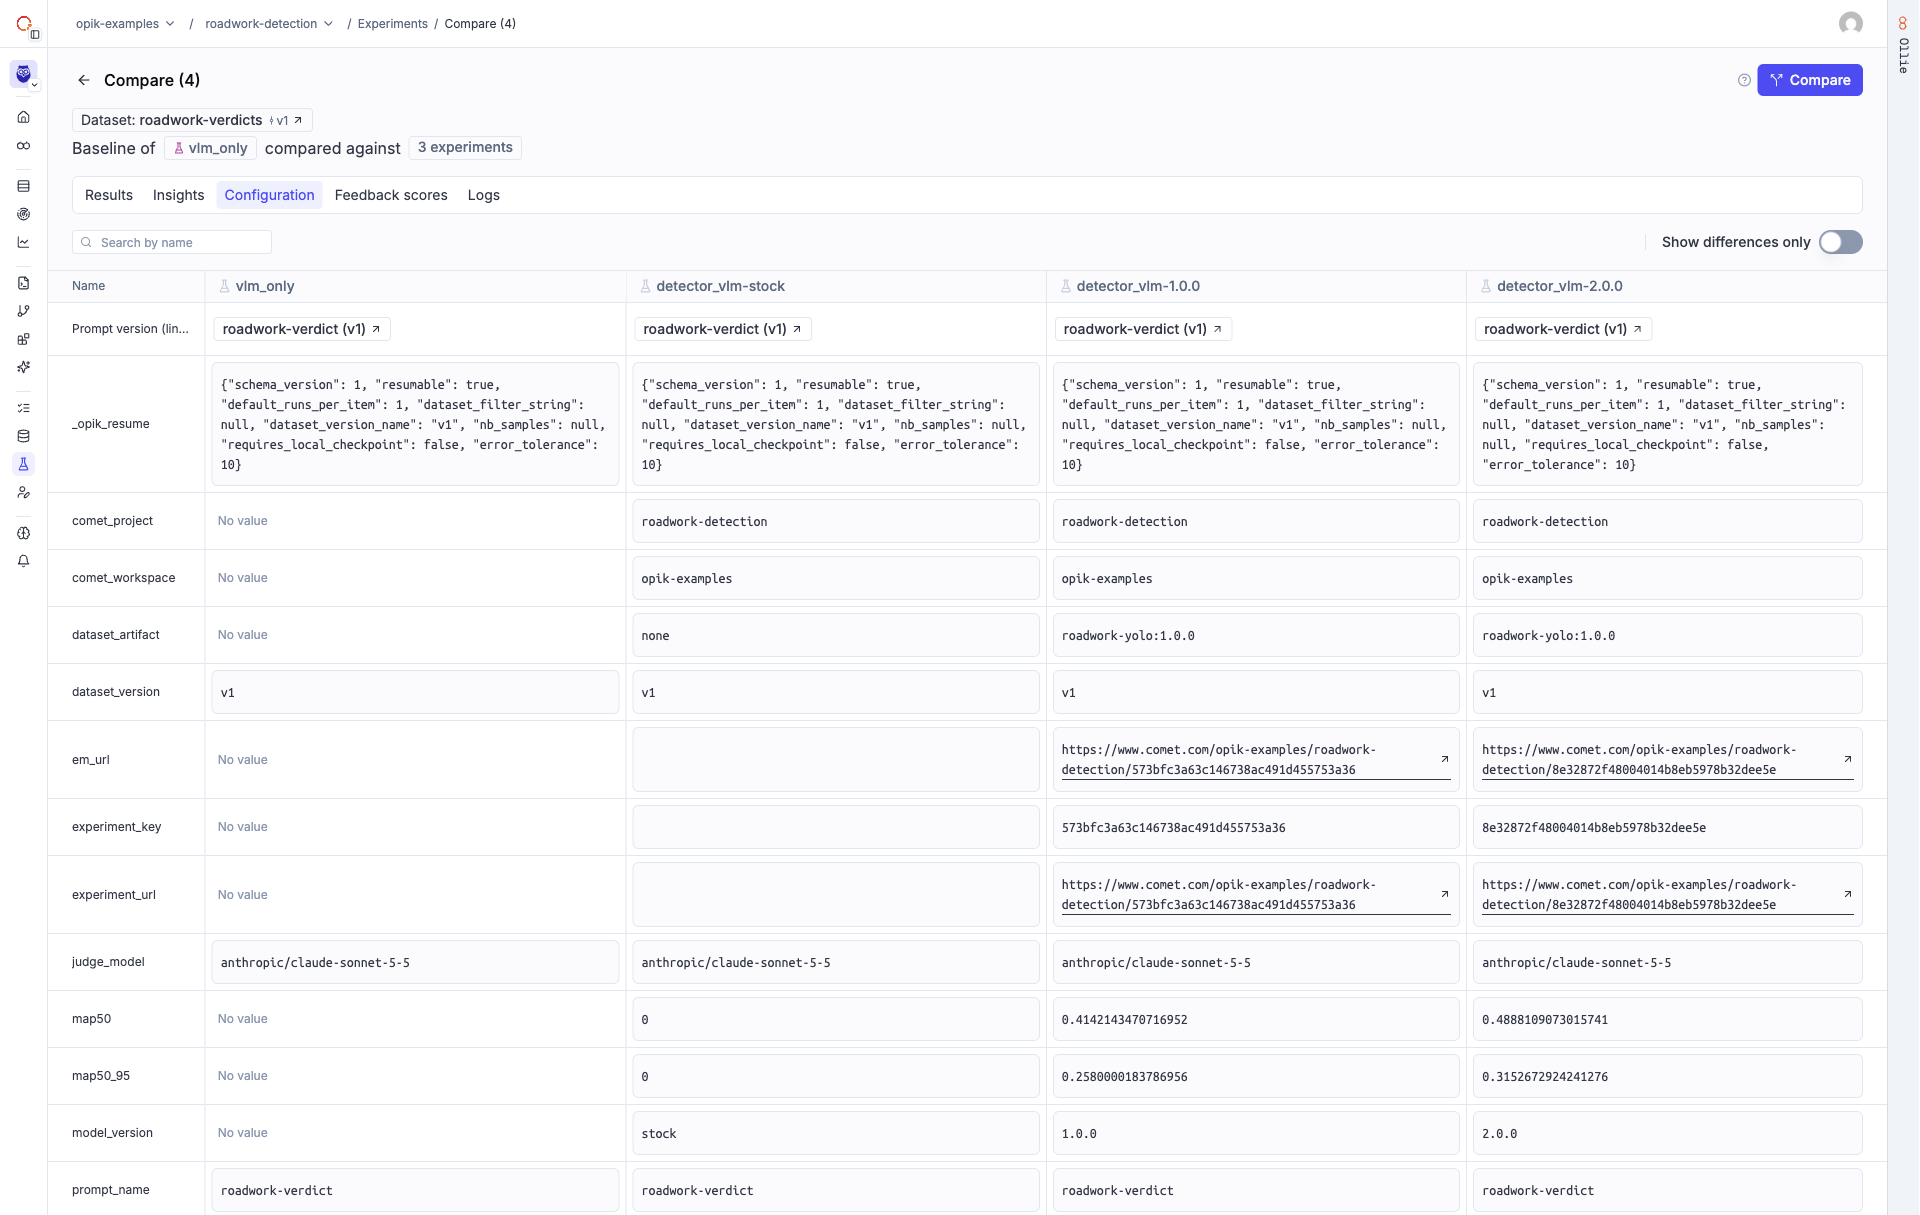 opik-examples / roadwork-detection / Experiments / Compare (4)
Ollie
Compare (4)
Compare
Dataset: roadwork-verdicts v1
Baseline of vlm_only compared against 3 experiments
Results Insights Configuration Feedback scores Logs
Search by name
Show differences only
Name vlm_only detector_vlm-stock detector_vlm-1.0.0 detector_vlm-2.0.0
Prompt version (lin... roadwork-verdict (v1) roadwork-verdict (v1) roadwork-verdict (v1) roadwork-verdict (v1)
_opik_resume
{"schema_version": 1, "resumable": true,
"default_runs_per_item": 1, "dataset_filter_string":
null, "dataset_version_name": "v1", "nb_samples": null,
"requires_local_checkpoint": false, "error_tolerance":
10}
{"schema_version": 1, "resumable": true,
"default_runs_per_item": 1, "dataset_filter_string":
null, "dataset_version_name": "v1", "nb_samples": null,
"requires_local_checkpoint": false, "error_tolerance":
10}
{"schema_version": 1, "resumable": true,
"default_runs_per_item": 1, "dataset_filter_string":
null, "dataset_version_name": "v1", "nb_samples": null,
"requires_local_checkpoint": false, "error_tolerance":
10}
{"schema_version": 1, "resumable": true,
"default_runs_per_item": 1, "dataset_filter_string":
null, "dataset_version_name": "v1", "nb_samples":
null, "requires_local_checkpoint": false,
"error_tolerance": 10}
comet_project No value roadwork-detection roadwork-detection roadwork-detection
comet_workspace No value opik-examples opik-examples opik-examples
dataset_artifact No value none roadwork-yolo:1.0.0 roadwork-yolo:1.0.0
dataset_version v1 v1 v1 v1
em_url No value
https://www.comet.com/opik-examples/roadwork-
detection/573bfc3a63c146738ac491d455753a36
https://www.comet.com/opik-examples/roadwork-
detection/8e32872f48004014b8eb5978b32dee5e
experiment_key No value 573bfc3a63c146738ac491d455753a36 8e32872f48004014b8eb5978b32dee5e
experiment_url No value
https://www.comet.com/opik-examples/roadwork-
detection/573bfc3a63c146738ac491d455753a36
https://www.comet.com/opik-examples/roadwork-
detection/8e32872f48004014b8eb5978b32dee5e
judge_model anthropic/claude-sonnet-5-5 anthropic/claude-sonnet-5-5 anthropic/claude-sonnet-5-5 anthropic/claude-sonnet-5-5
map50 No value 0 0.4142143470716952 0.4888109073015741
map50_95 No value 0 0.2580000183786956 0.3152672924241276
model_version No value stock 1.0.0 2.0.0
prompt_name roadwork-verdict roadwork-verdict roadwork-verdict roadwork-verdict